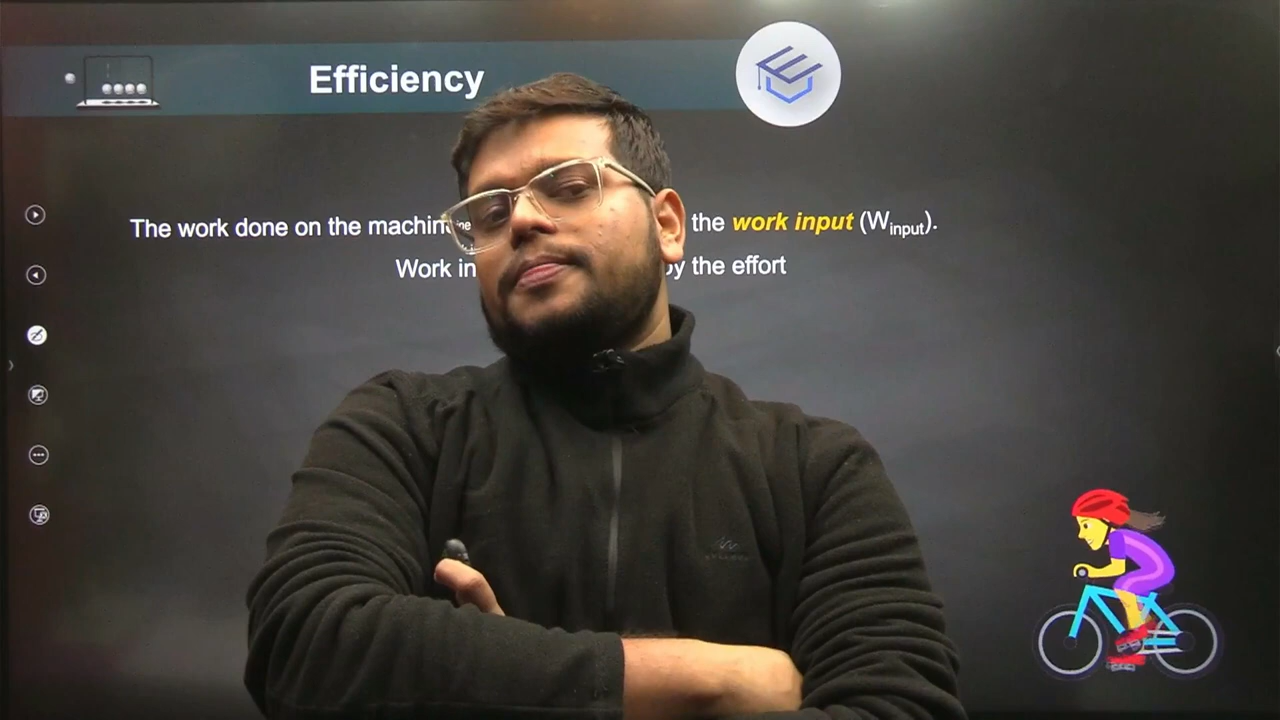 Efficiency
The work done on the machin the work input (Winput).
Work in by the effort